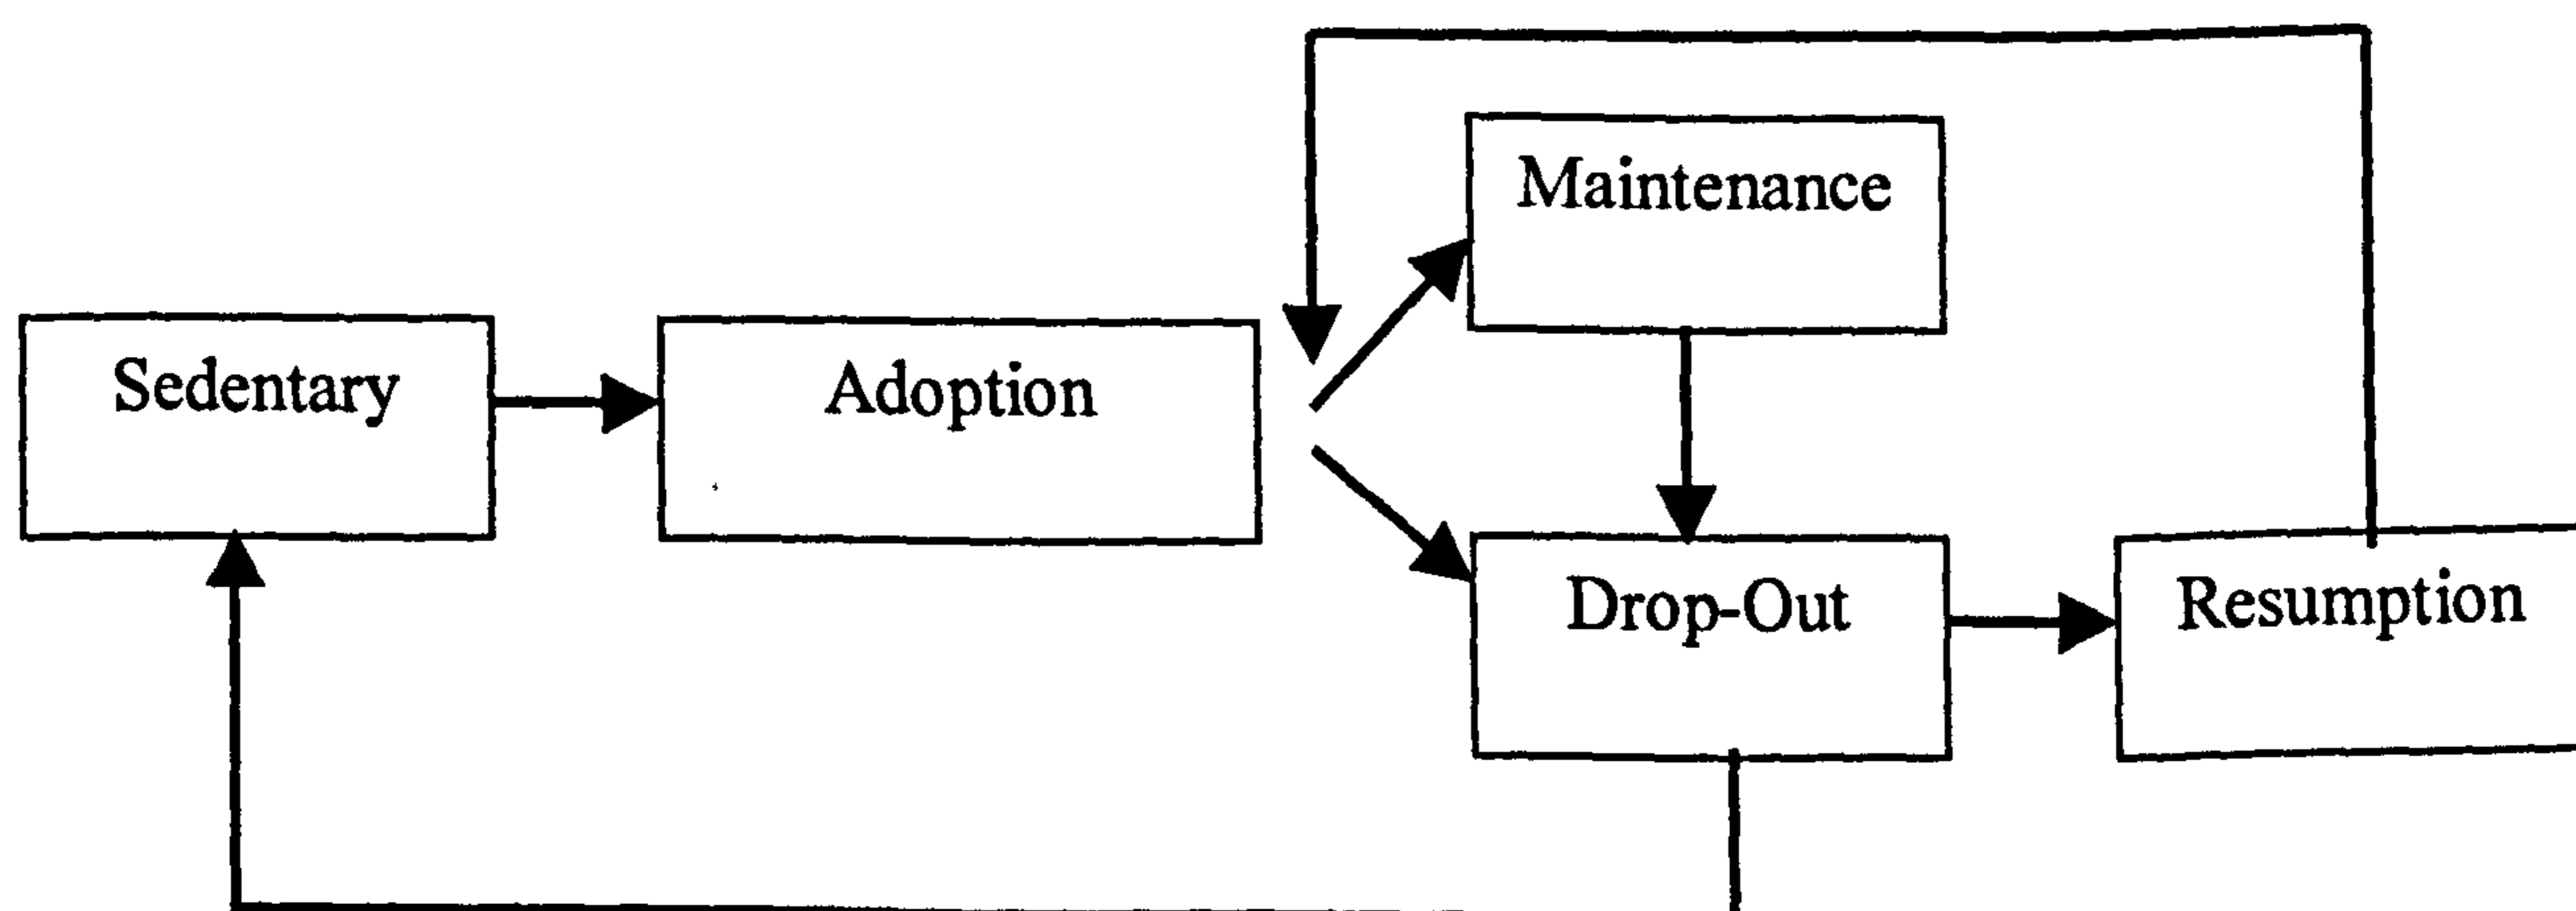 Maintenance
Sedentary
Adoption
Drop-Out
Resumption